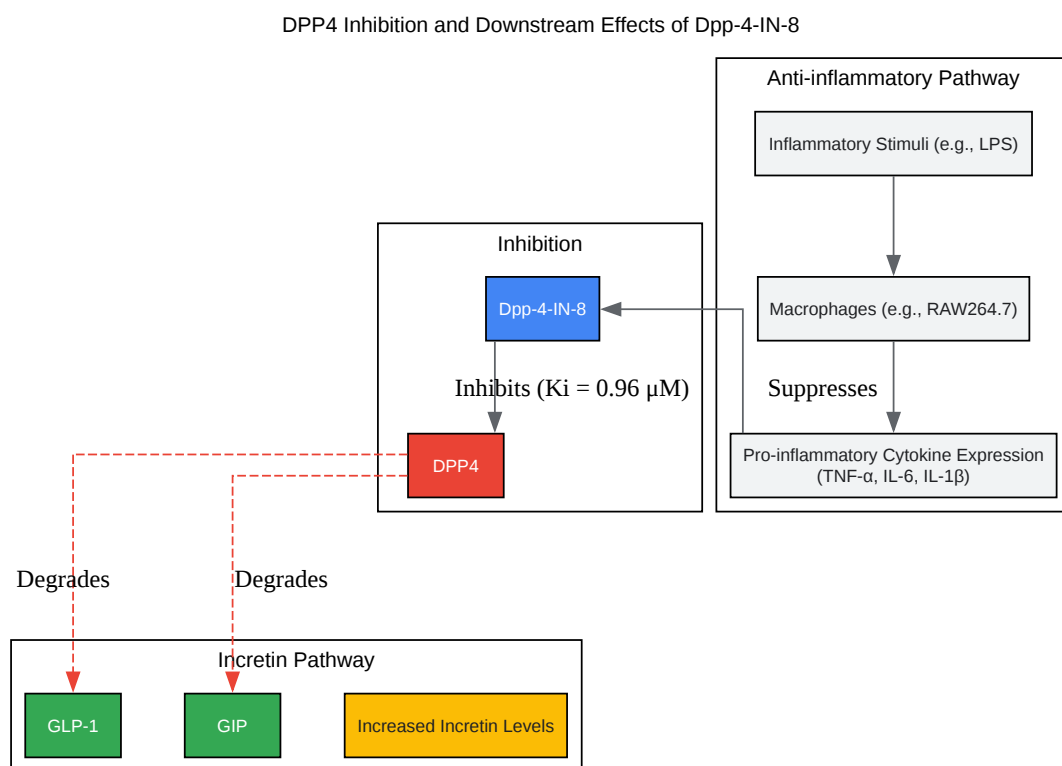 DPP4 Inhibition and Downstream Effects of Dpp-4-IN-8
Anti-inflammatory Pathway
Inflammatory Stimuli (e.g., LPS)
Inhibition
Dpp-4-IN-8
Macrophages (e.g., RAW264.7)
Inhibits (Ki = 0.96 μM)
Suppresses
DPP4
Pro-inflammatory Cytokine Expression
(TNF-α, IL-6, IL-1β)
Degrades
Degrades
Incretin Pathway
GLP-1
GIP
Increased Incretin Levels